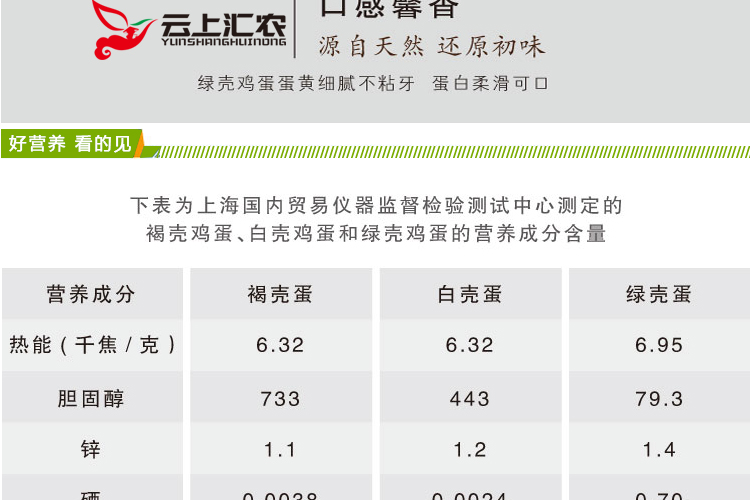 口感馨香
云上汇农
YUNSHANGHUINONG
源自天然 还原初味
绿壳鸡蛋蛋黄细腻不粘牙 蛋白柔滑可口
好营养 看的见
下表为上海国内贸易仪器监督检验测试中心测定的
褐壳鸡蛋、白壳鸡蛋和绿壳鸡蛋的营养成分含量
营养成分 褐壳蛋 白壳蛋 绿壳蛋
热能(千焦/克) 6.32 6.32 6.95
胆固醇 733 443 79.3
锌 1.1 1.2 1.4
硒 0.0038 0.0024 0.70